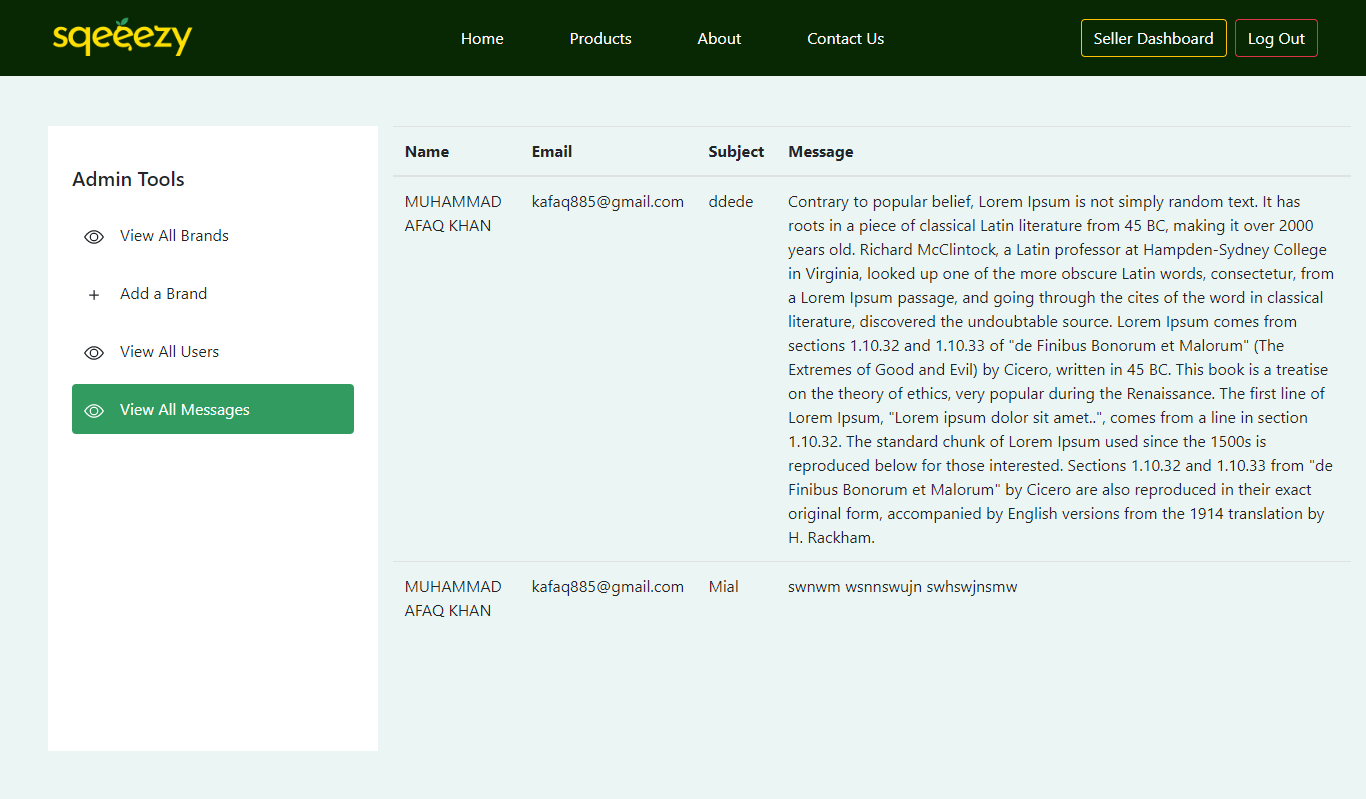 sqeeezy
Home Products About Contact Us Seller Dashboard Log Out
Admin Tools
View All Brands
Add a Brand
View All Users
View All Messages
Name Email Subject Message
MUHAMMAD AFAQ KHAN kafaq885@gmail.com ddede
Contrary to popular belief, Lorem Ipsum is not simply random text. It has
roots in a piece of classical Latin literature from 45 BC, making it over 2000
years old. Richard McClintock, a Latin professor at Hampden-Sydney College
in Virginia, looked up one of the more obscure Latin words, consectetur, from
a Lorem Ipsum passage, and going through the cites of the word in classical
literature, discovered the undoubtable source. Lorem Ipsum comes from
sections 1.10.32 and 1.10.33 of "de Finibus Bonorum et Malorum" (The
Extremes of Good and Evil) by Cicero, written in 45 BC. This book is a treatise
on the theory of ethics, very popular during the Renaissance. The first line of
Lorem Ipsum, "Lorem ipsum dolor sit amet..", comes from a line in section
1.10.32. The standard chunk of Lorem Ipsum used since the 1500s is
reproduced below for those interested. Sections 1.10.32 and 1.10.33 from "de
Finibus Bonorum et Malorum" by Cicero are also reproduced in their exact
original form, accompanied by English versions from the 1914 translation by
H. Rackham.
MUHAMMAD AFAQ KHAN kafaq885@gmail.com Mial swnwm wsnnswujn swhswjnsmw